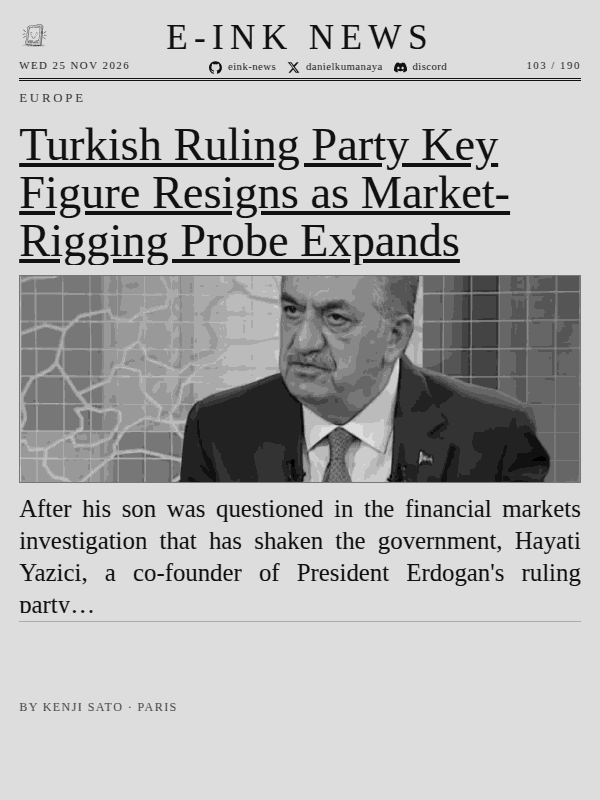 E-INK NEWS
WED 25 NOV 2026
eink-news danielkumanaya discord
103 / 190
EUROPE
Turkish Ruling Party Key
Figure Resigns as Market-
Rigging Probe Expands
After his son was questioned in the financial markets
investigation that has shaken the government, Hayati
Yazici, a co-founder of President Erdogan's ruling
party…
BY KENJI SATO · PARIS